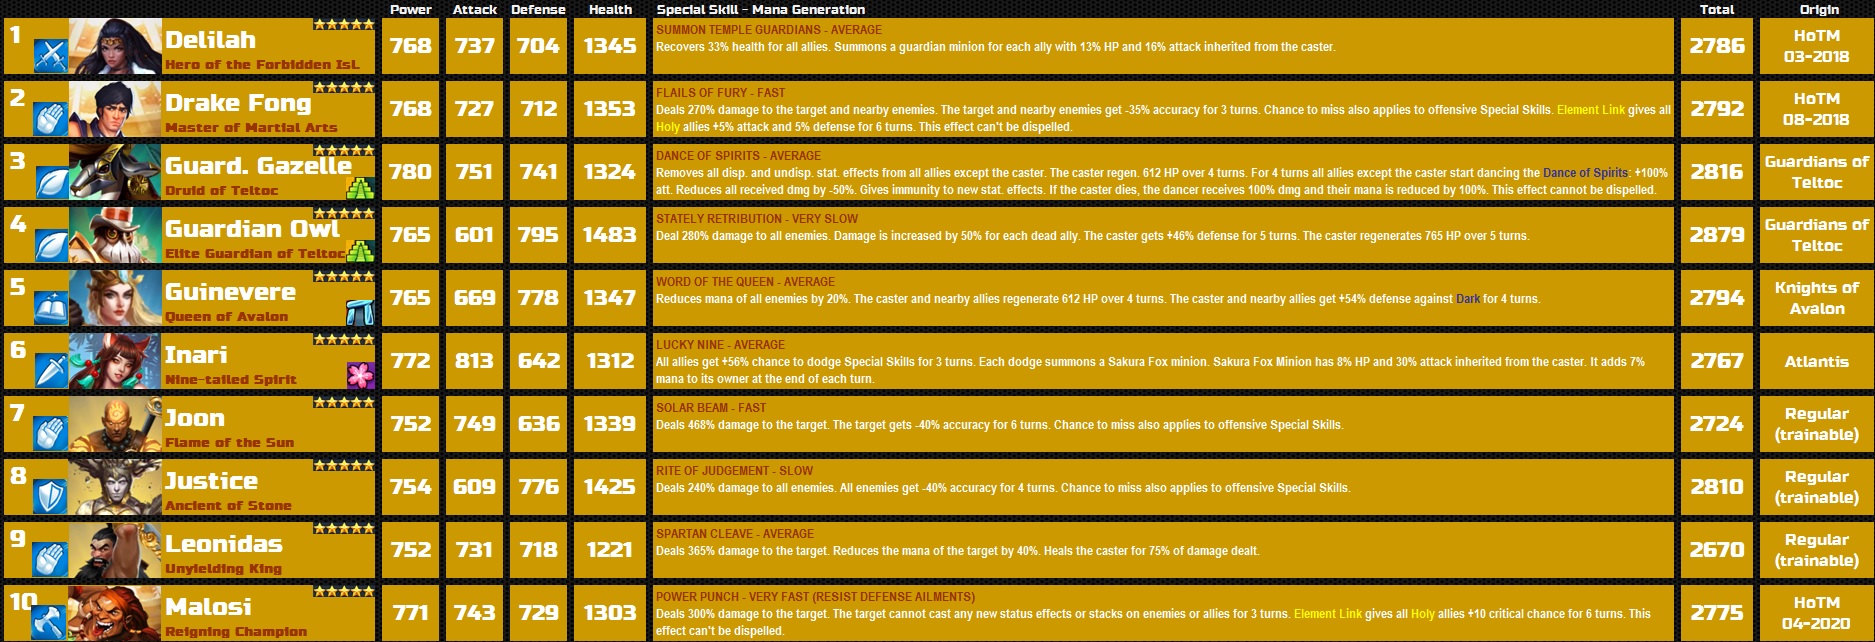 Power Attack Defense Health Special Skill - Mana Generation Total Origin
1 Delilah 768 737 704 1345 SUMMON TEMPLE GUARDIANS - AVERAGE 2786 HoTM
Hero of the Forbidden IsL Recovers 33% health for all allies. Summons a guardian minion for each ally with 13% HP and 16% attack inherited from the caster. 03-2018
2 Drake Fong 768 727 712 1353 FLAILS OF FURY - FAST 2792 HoTM
Master of Martial Arts Deals 270% damage to the target and nearby enemies. The target and nearby enemies get -35% accuracy for 3 turns. Chance to miss also applies to offensive Special Skills. Element Link gives all 08-2018
Holy allies +5% attack and 5% defense for 6 turns. This effect can't be dispelled.
3 Guard. Gazelle 780 751 741 1324 DANCE OF SPIRITS - AVERAGE 2816 Guardians of
Druid of Teltoc Removes all disp. and undisp. stat. effects from all allies except the caster. The caster regen. 612 HP over 4 turns. For 4 turns all allies except the caster start dancing the Dance of Spirits: +100% Teltoc
att. Reduces all received dmg by -50%. Gives immunity to new stat. effects. If the caster dies, the dancer receives 100% dmg and their mana is reduced by 100%. This effect cannot be dispelled.
4 Guardian Owl 765 601 795 1483 STATELY RETRIBUTION - VERY SLOW 2879 Guardians of
Elite Guardian of Teltoc Deal 280% damage to all enemies. Damage is increased by 50% for each dead ally. The caster gets +46% defense for 5 turns. The caster regenerates 765 HP over 5 turns. Teltoc
5 Guinevere 765 669 778 1347 WORD OF THE QUEEN - AVERAGE 2794 Knights of
Queen of Avalon Reduces mana of all enemies by 20%. The caster and nearby allies regenerate 612 HP over 4 turns. The caster and nearby allies get +54% defense against Dark for 4 turns. Avalon
6 Inari 772 813 642 1312 LUCKY NINE - AVERAGE 2767 Atlantis
Nine-tailed Spirit All allies get +56% chance to dodge Special Skills for 3 turns. Each dodge summons a Sakura Fox minion. Sakura Fox Minion has 8% HP and 30% attack inherited from the caster. It adds 7%
mana to its owner at the end of each turn.
7 Joon 752 749 636 1339 SOLAR BEAM - FAST 2724 Regular
Flame of the Sun Deals 468% damage to the target. The target gets -40% accuracy for 6 turns. Chance to miss also applies to offensive Special Skills. (trainable)
8 Justice 754 609 776 1425 RITE OF JUDGEMENT - SLOW 2810 Regular
Ancient of Stone Deals 240% damage to all enemies. All enemies get -40% accuracy for 4 turns. Chance to miss also applies to offensive Special Skills. (trainable)
9 Leonidas 752 731 718 1221 SPARTAN CLEAVE - AVERAGE 2670 Regular
Unyielding King Deals 365% damage to the target. Reduces the mana of the target by 40%. Heals the caster for 75% of damage dealt. (trainable)
10 Malosi 771 743 729 1303 POWER PUNCH - VERY FAST (RESIST DEFENSE AILMENTS) 2775 HoTM
Reigning Champion Deals 300% damage to the target. The target cannot cast any new status effects or stacks on enemies or allies for 3 turns. Element Link gives all Holy allies +10 critical chance for 6 turns. This 04-2020
effect can't be dispelled.